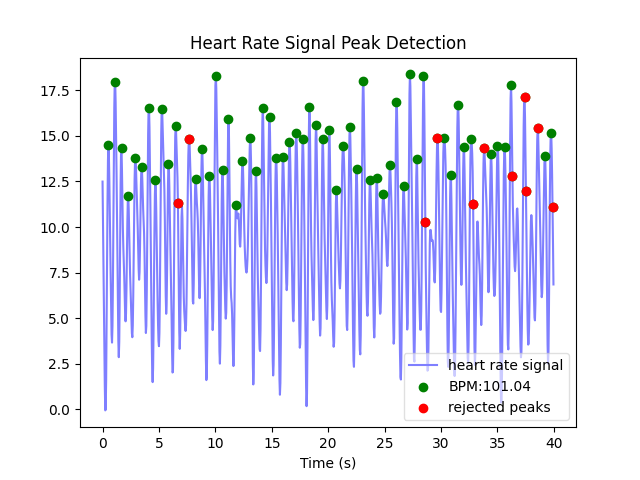 Heart Rate Signal Peak Detection
17.5
15.0
12.5
10.0
7.5
5.0
2.5
0.0
heart rate signal
BPM:101.04
rejected peaks
0 5 10 15 20 25 30 35 40
Time (s)